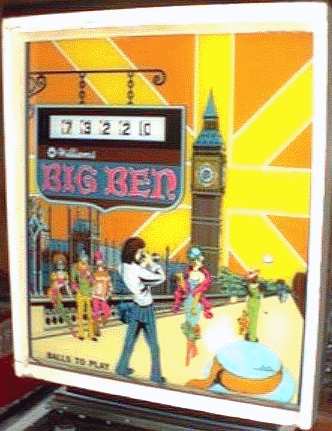 73220
Williams
BIG BEN
BALLS TO PLAY